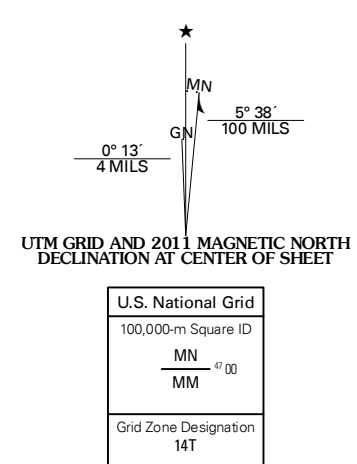 ★
MN
5° 38´
100 MILS
GN
0° 13´
4 MILS
UTM GRID AND 2011 MAGNETIC NORTH
DECLINATION AT CENTER OF SHEET
U.S. National Grid
100,000-m Square ID
MN
47 00
MM
Grid Zone Designation
14T